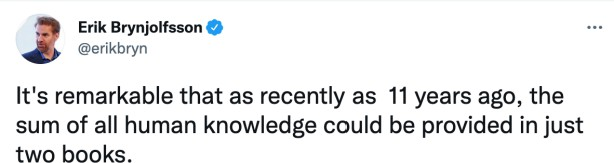 Erik Brynjolfsson
@erikbryn
It's remarkable that as recently as 11 years ago, the
sum of all human knowledge could be provided in just
two books.